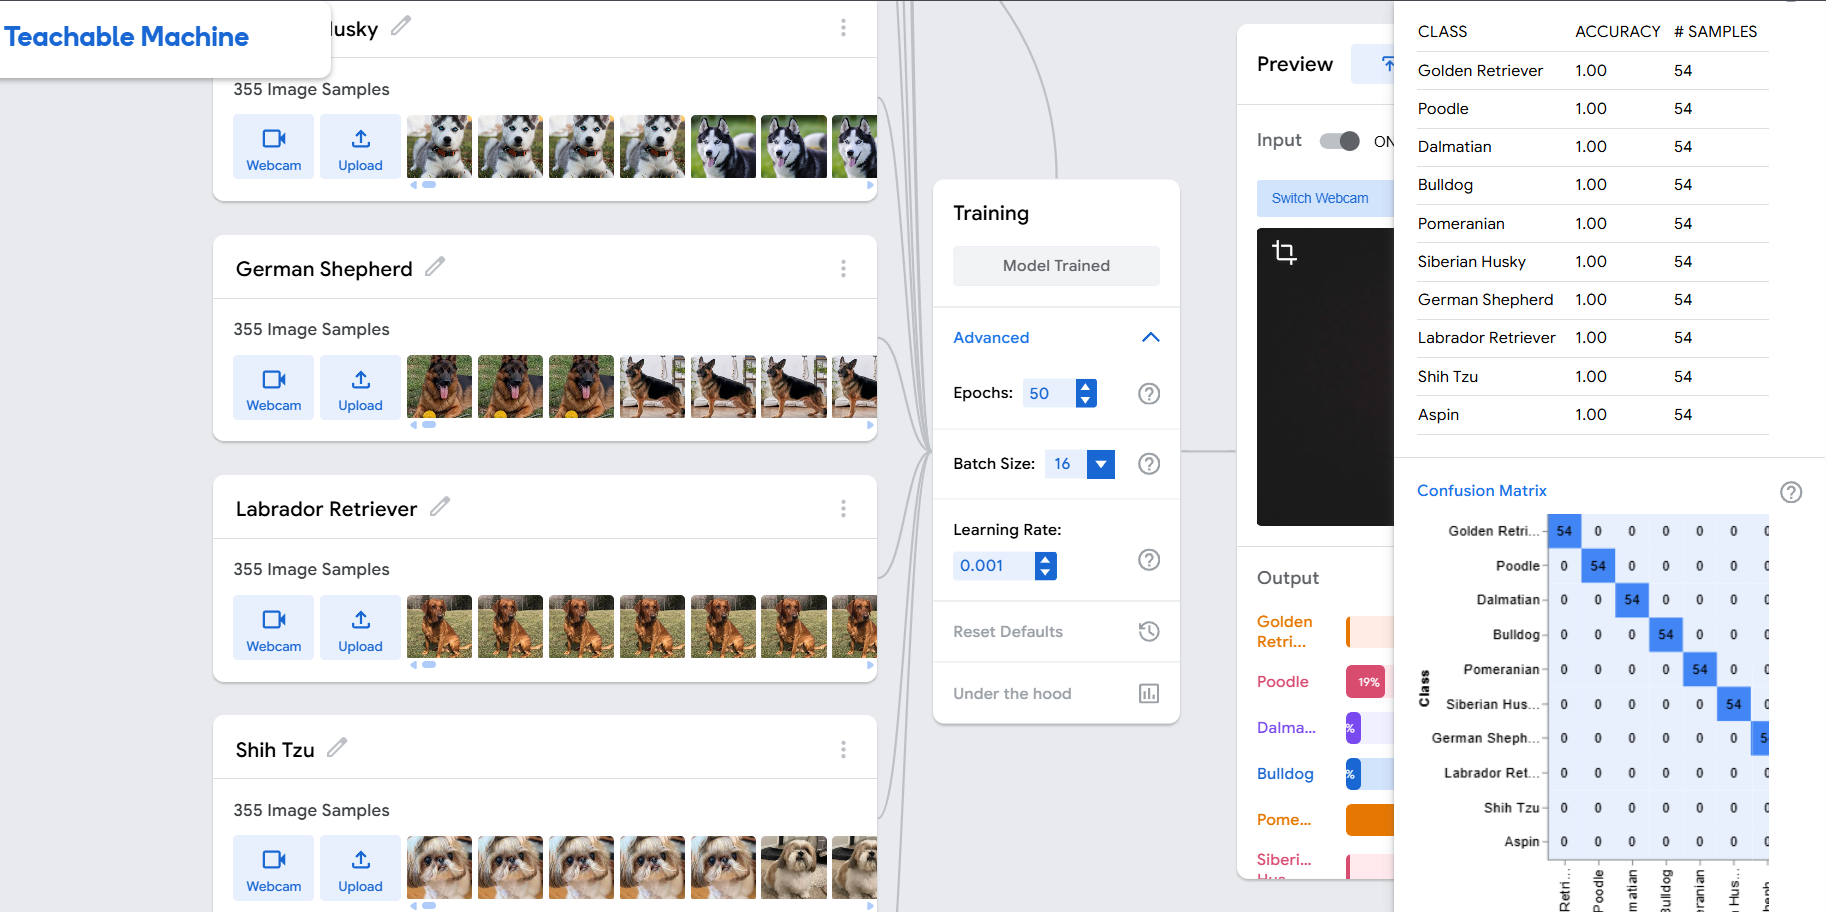 Teachable Machine
usky
355 Image Samples
Webcam
Upload
German Shepherd
355 Image Samples
Webcam
Upload
Labrador Retriever
355 Image Samples
Webcam
Upload
Shih Tzu
355 Image Samples
Webcam
Upload
Training
Model Trained
Advanced
Epochs: 50
Batch Size: 16
Learning Rate:
0.001
Reset Defaults
Under the hood
Preview
Input ON
Switch Webcam
Output
Golden
Retri...
Poodle 19%
Dalma... %
Bulldog %
Pome...
Siberi...
Hus...
CLASS ACCURACY # SAMPLES
Golden Retriever 1.00 54
Poodle 1.00 54
Dalmatian 1.00 54
Bulldog 1.00 54
Pomeranian 1.00 54
Siberian Husky 1.00 54
German Shepherd 1.00 54
Labrador Retriever 1.00 54
Shih Tzu 1.00 54
Aspin 1.00 54
Confusion Matrix
Class
Golden Retri... 54 0 0 0 0 0 0
Poodle 0 54 0 0 0 0 0
Dalmatian 0 0 54 0 0 0 0
Bulldog 0 0 0 54 0 0 0
Pomeranian 0 0 0 0 54 0 0
Siberian Hus... 0 0 0 0 0 54 0
German Sheph... 0 0 0 0 0 0 5
Labrador Ret... 0 0 0 0 0 0 0
Shih Tzu 0 0 0 0 0 0 0
Aspin 0 0 0 0 0 0 0
Retri...
Poodle
matian
ulldog
eranian
Hus...